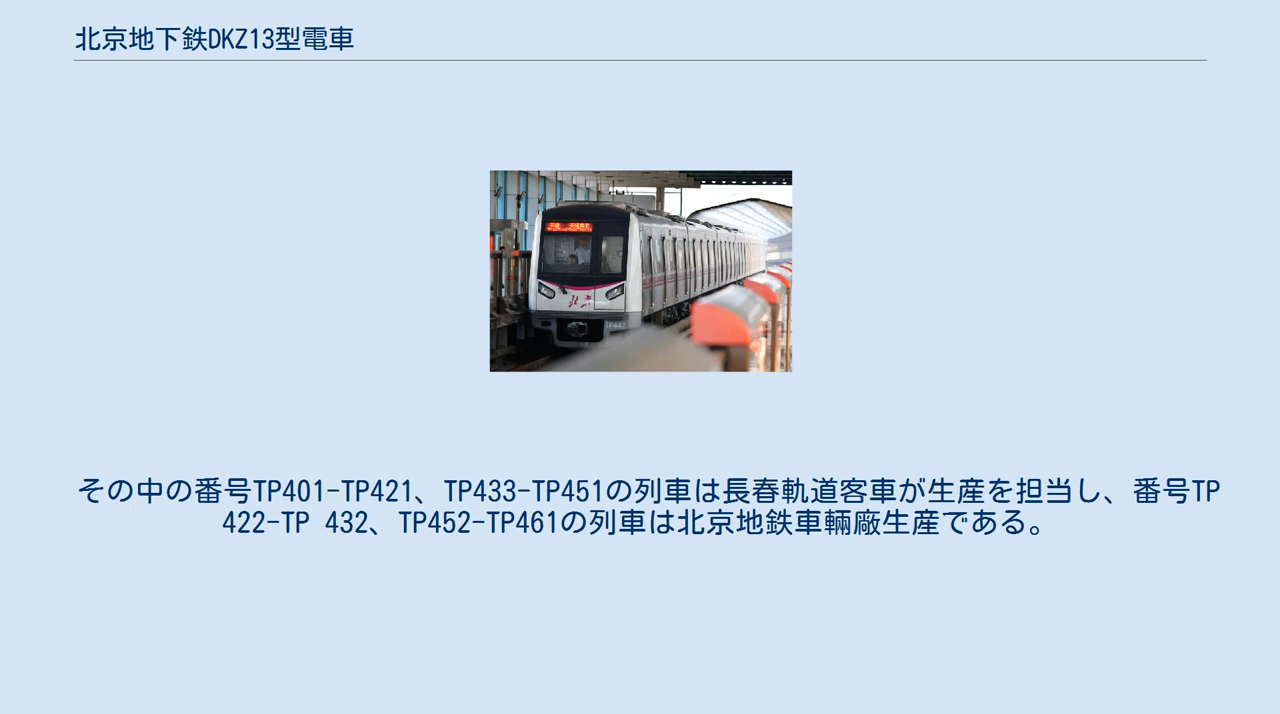 北京地下鉄DKZ13型電車
TP442
その中の番号TP401-TP421、TP433-TP451の列車は長春軌道客車が生産を担当し、番号TP
422-TP 432、TP452-TP461の列車は北京地鉄車輛廠生産である。